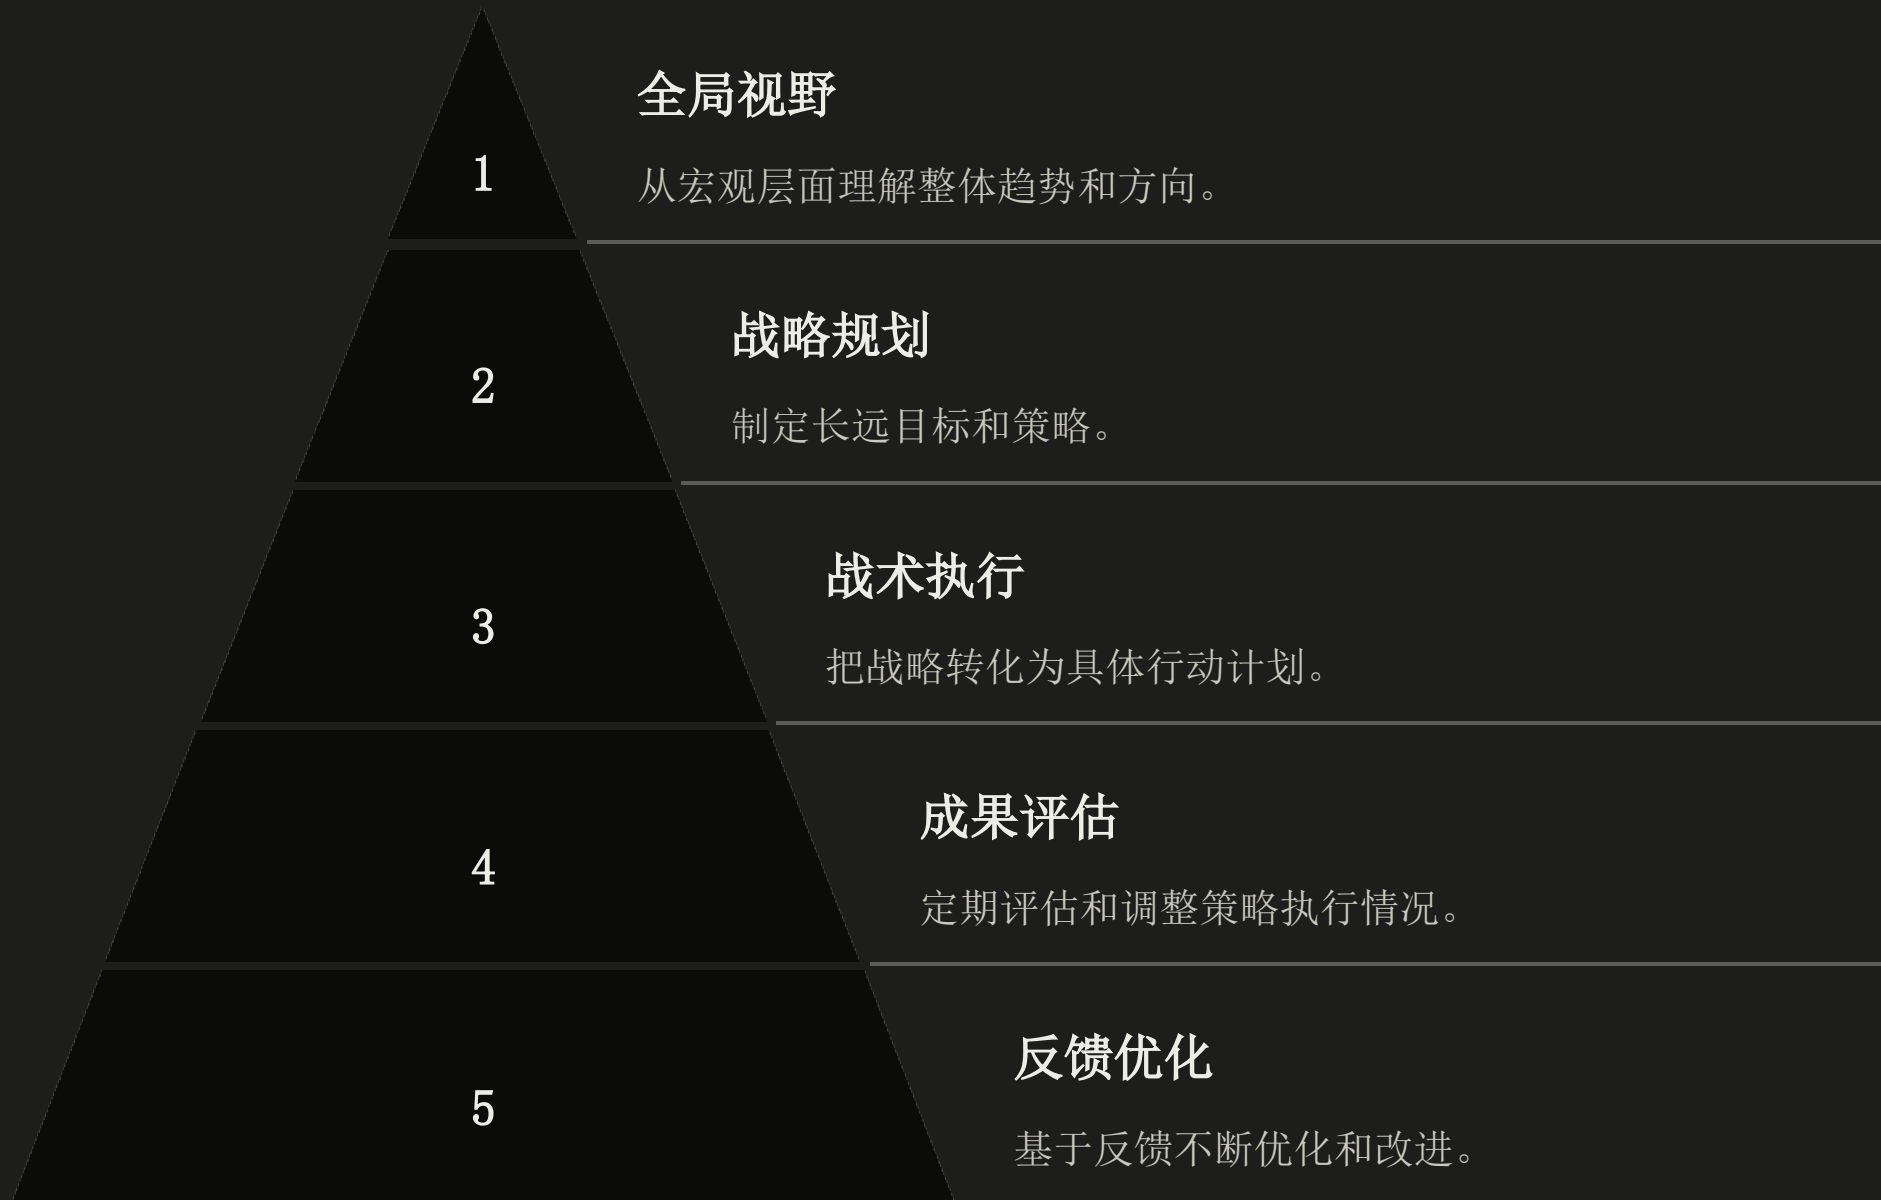 1
全局视野
从宏观层面理解整体趋势和方向。
2
战略规划
制定长远目标和策略。
3
战术执行
把战略转化为具体行动计划。
4
成果评估
定期评估和调整策略执行情况。
5
反馈优化
基于反馈不断优化和改进。